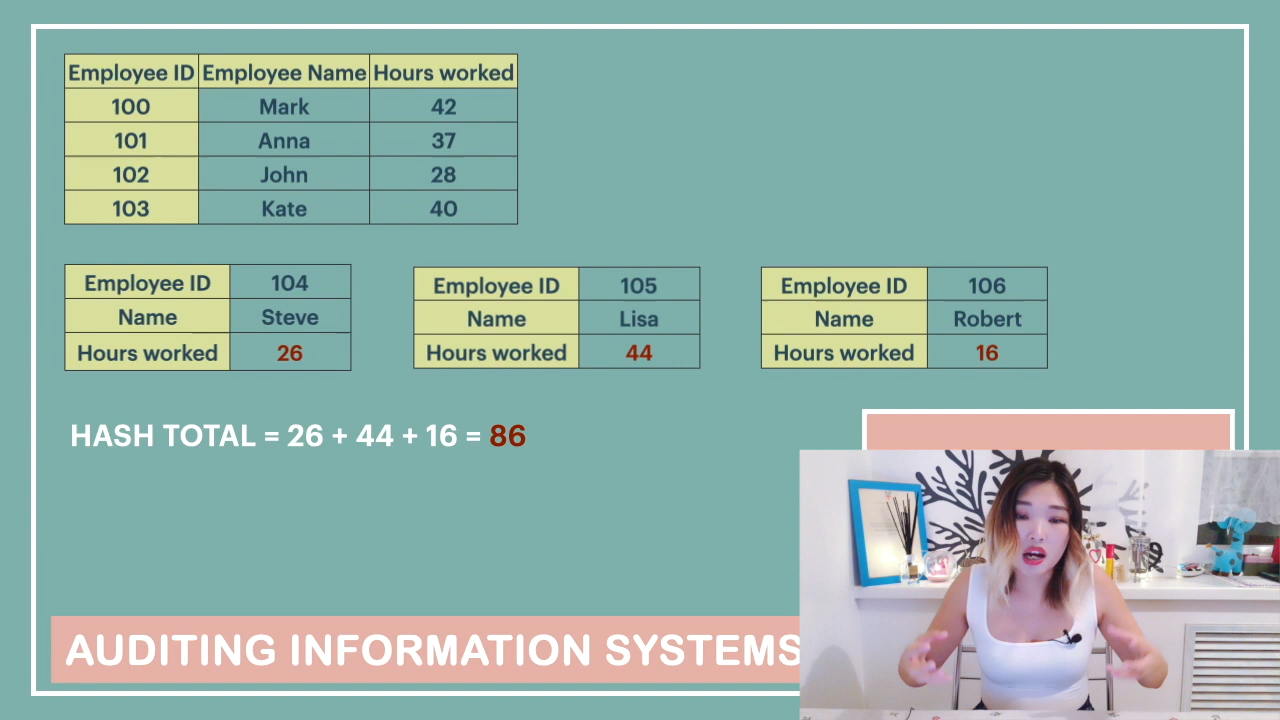 Employee ID Employee Name Hours worked
100 Mark 42
101 Anna 37
102 John 28
103 Kate 40
Employee ID 104
Name Steve
Hours worked 26
Employee ID 105
Name Lisa
Hours worked 44
Employee ID 106
Name Robert
Hours worked 16
HASH TOTAL = 26 + 44 + 16 = 86
AUDITING INFORMATION SYSTEMS